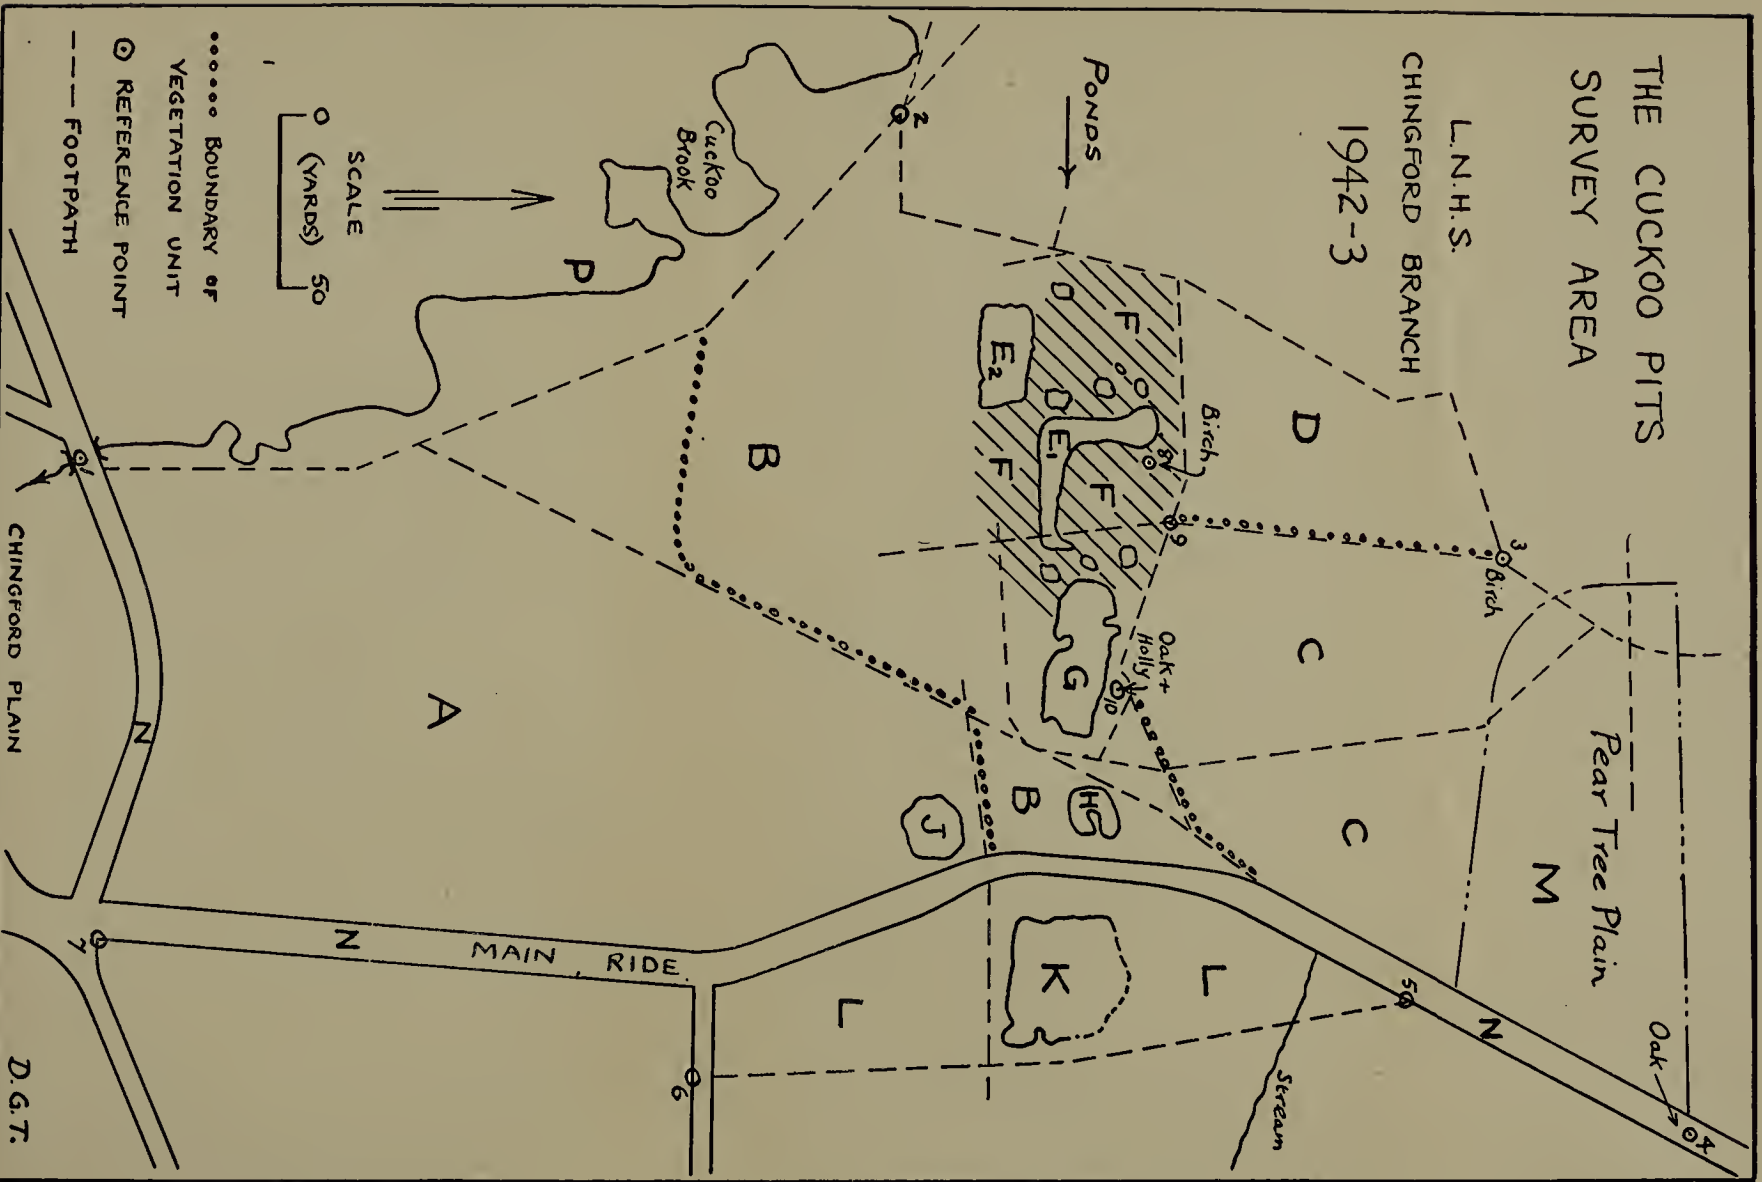 THE CUCKOO PITS
SURVEY AREA
L.N.H.S.
CHINGFORD BRANCH
1942-3
PONDS
2
Cuckoo
Brook
P
SCALE
0 (YARDS) 50
BOUNDARY OF
VEGETATION UNIT
REFERENCE POINT
FOOTPATH
3
Birch
D
Birch
8
9
F
E2
E1
F
F
B
C
Oak +
Holly
10
G
Pear Tree Plain
M
C
B
H
J
A
N
N
MAIN RIDE
K
L
L
5
N
Oak
4
Stream
6
7
1
CHINGFORD PLAIN
D.G.T.